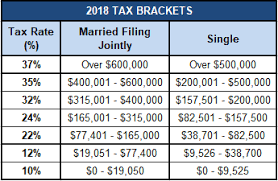 2018 TAX BRACKETS
Tax Rate (%) Married Filing Jointly Single
37% Over $600,000 Over $500,000
35% $400,001 - $600,000 $200,001 - $500,000
32% $315,001 - $400,000 $157,501 - $200,000
24% $165,001 - $315,000 $82,501 - $157,500
22% $77,401 - $165,000 $38,701 - $82,500
12% $19,051 - $77,400 $9,526 - $38,700
10% $0 - $19,050 $0 - $9,525